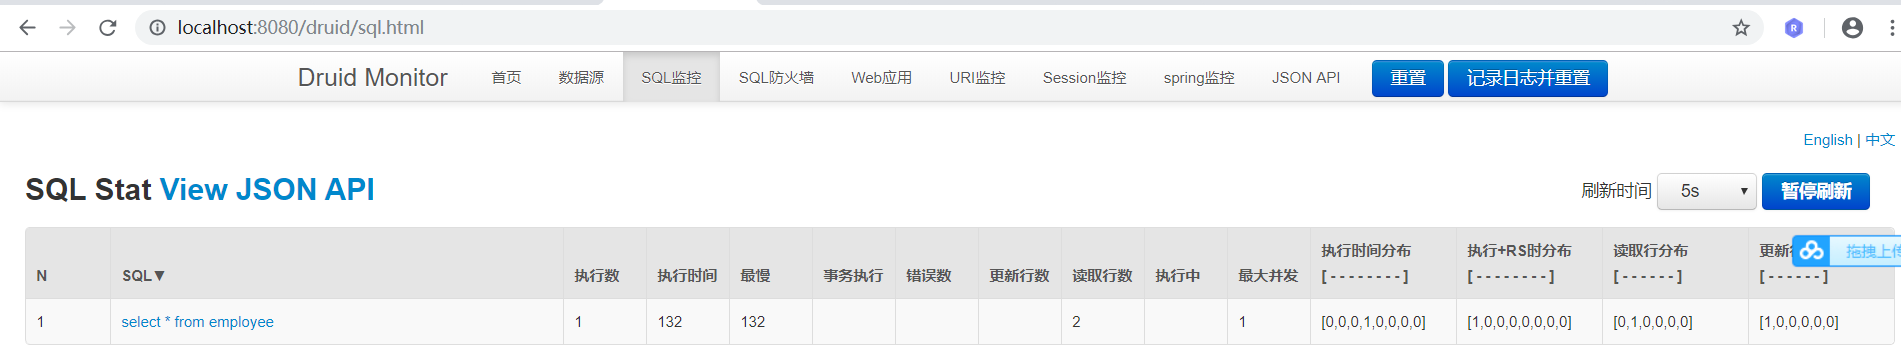 localhost:8080/druid/sql.html
Druid Monitor 首页 数据源 SQL监控 SQL防火墙 Web应用 URI监控 Session监控 spring监控 JSON API 重置 记录日志并重置
English | 中文
SQL Stat View JSON API 刷新时间 5s 暂停刷新
N SQL▼ 执行数 执行时间 最慢 事务执行 错误数 更新行数 读取行数 执行中 最大并发 执行时间分布 [ - - - - - - - - ] 执行+RS时分布 [ - - - - - - - - ] 读取行分布 [ - - - - - - ] 更新 [ - - - - - - ]
拖拽上传
1 select * from employee 1 132 132 2 1 [0,0,0,1,0,0,0,0] [1,0,0,0,0,0,0,0] [0,1,0,0,0,0] [1,0,0,0,0,0]